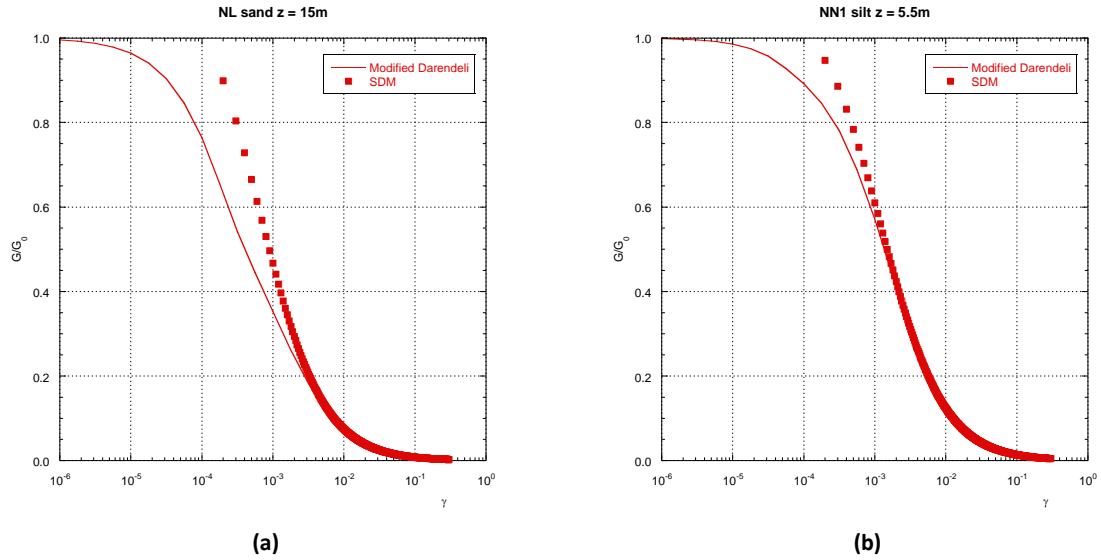 NL sand z = 15m
1.0
0.8
0.6
0.4
0.2
0.0
G/G0
10-6
10-5
10-4
10-3
10-2
10-1
100
γ
Modified Darendeli
SDM
(a)
NN1 silt z = 5.5m
1.0
0.8
0.6
0.4
0.2
0.0
G/G0
10-6
10-5
10-4
10-3
10-2
10-1
100
γ
Modified Darendeli
SDM
(b)